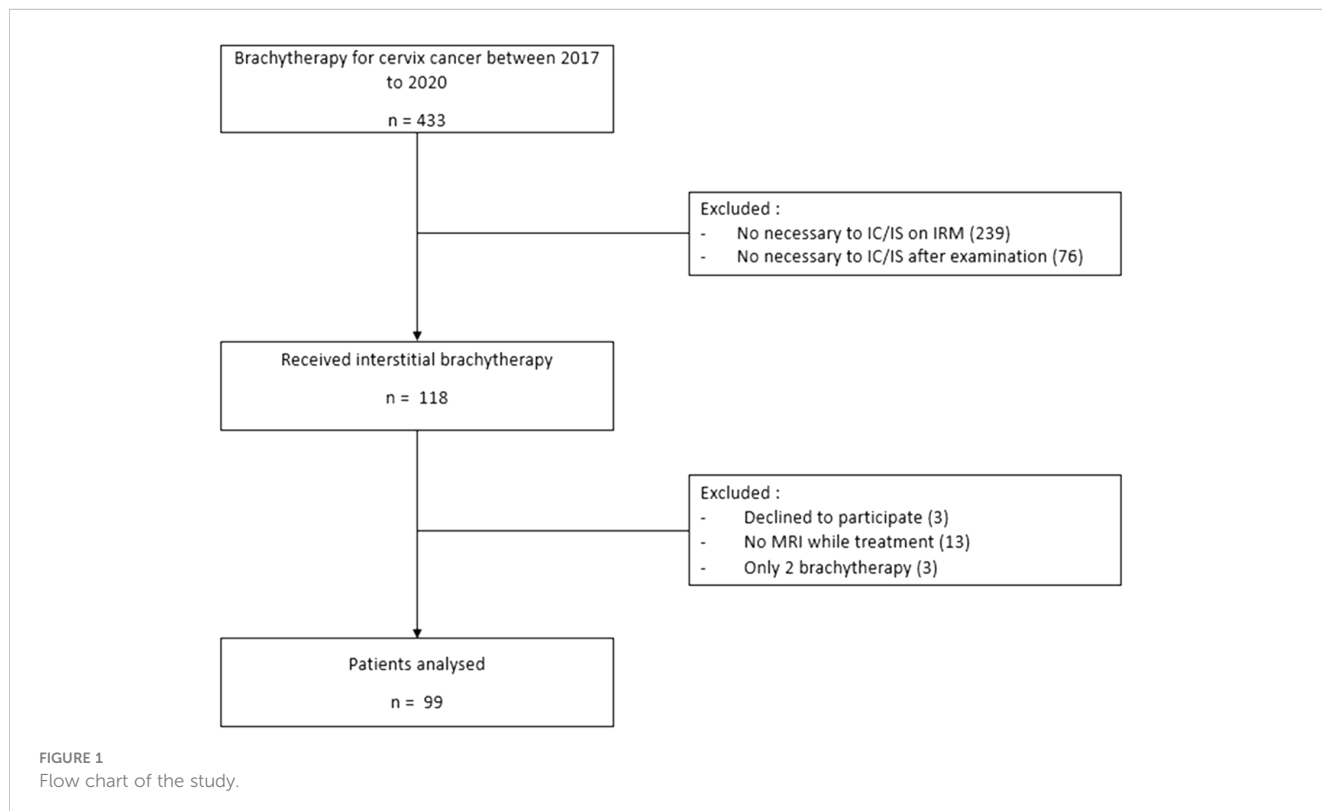 Brachytherapy for cervix cancer between 2017
to 2020
n = 433
Excluded :
- No necessary to IC/IS on IRM (239)
- No necessary to IC/IS after examination (76)
Received interstitial brachytherapy
n = 118
Excluded :
- Declined to participate (3)
- No MRI while treatment (13)
- Only 2 brachytherapy (3)
Patients analysed
n = 99
FIGURE 1
Flow chart of the study.